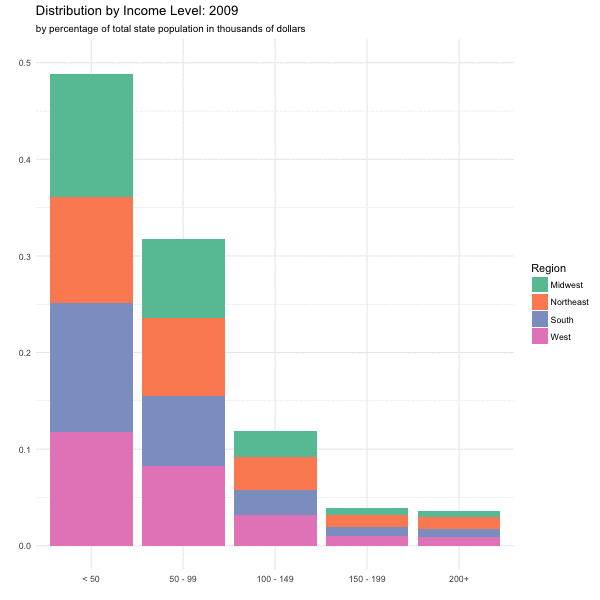 Distribution by Income Level: 2009
by percentage of total state population in thousands of dollars
0.5
0.4
0.3
0.2
0.1
0.0
< 50
50 - 99
100 - 149
150 - 199
200+
Region
Midwest
Northeast
South
West